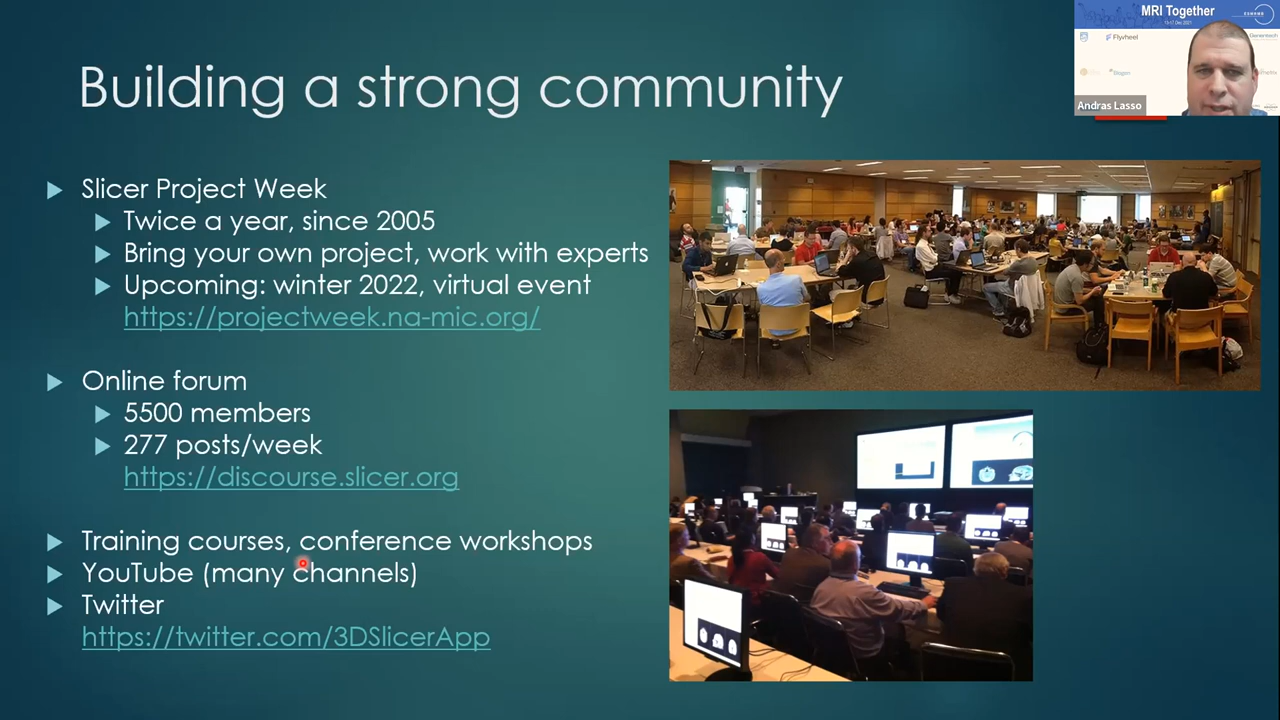 Building a strong community
Slicer Project Week
Twice a year, since 2005
Bring your own project, work with experts
Upcoming: winter 2022, virtual event
https://projectweek.na-mic.org/
Online forum
5500 members
277 posts/week
https://discourse.slicer.org
Training courses, conference workshops
YouTube (many channels)
Twitter
https://twitter.com/3DSlicerApp
MRI Together
Flywheel
Andras Lasso